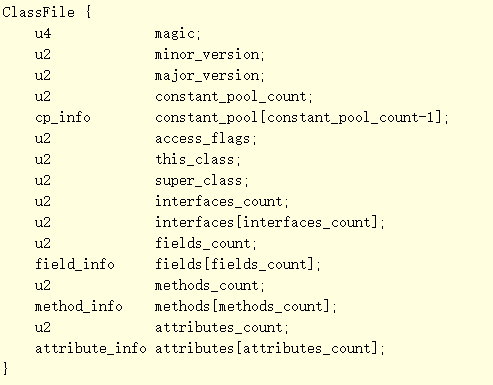 ClassFile {
    u4             magic;
    u2             minor_version;
    u2             major_version;
    u2             constant_pool_count;
    cp_info        constant_pool[constant_pool_count-1];
    u2             access_flags;
    u2             this_class;
    u2             super_class;
    u2             interfaces_count;
    u2             interfaces[interfaces_count];
    u2             fields_count;
    field_info     fields[fields_count];
    u2             methods_count;
    method_info    methods[methods_count];
    u2             attributes_count;
    attribute_info attributes[attributes_count];
}